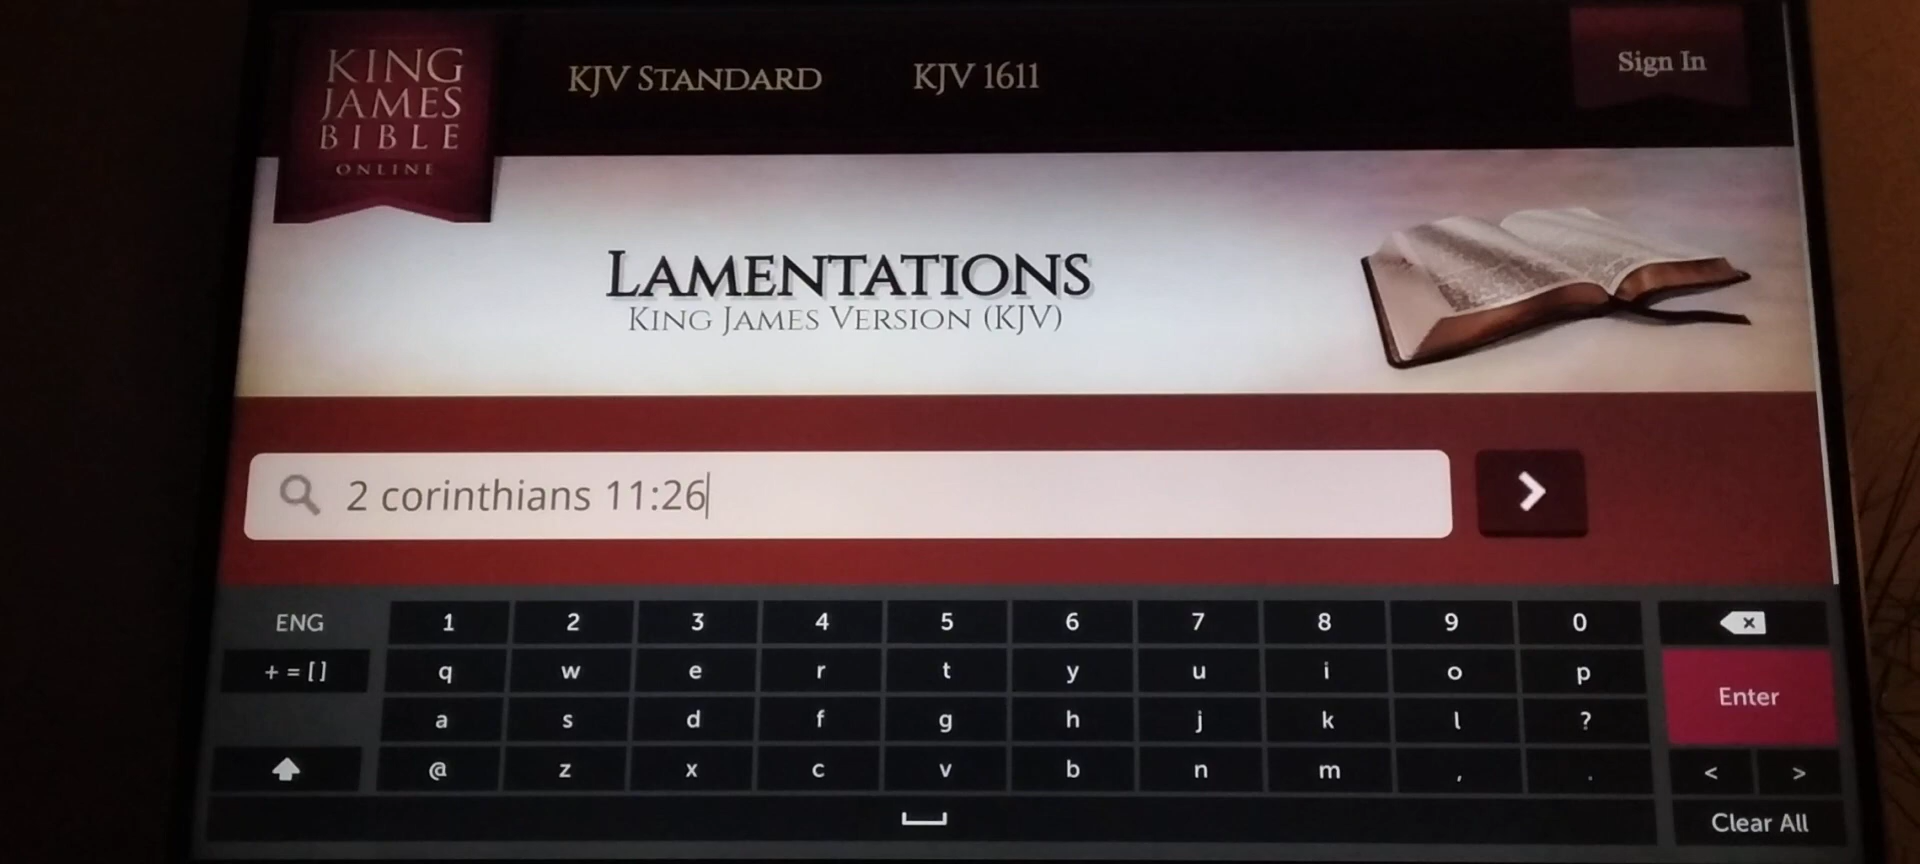 KING
JAMES
BIBLE
ONLINE
KJV STANDARD KJV 1611
Sign In
LAMENTATIONS
KING JAMES VERSION (KJV)
2 corinthians 11:26
ENG 1 2 3 4 5 6 7 8 9 0
+ = [ ] q w e r t y u i o p
Enter
a s d f g h j k l ?
@ z x c v b n m , . < >
Clear All